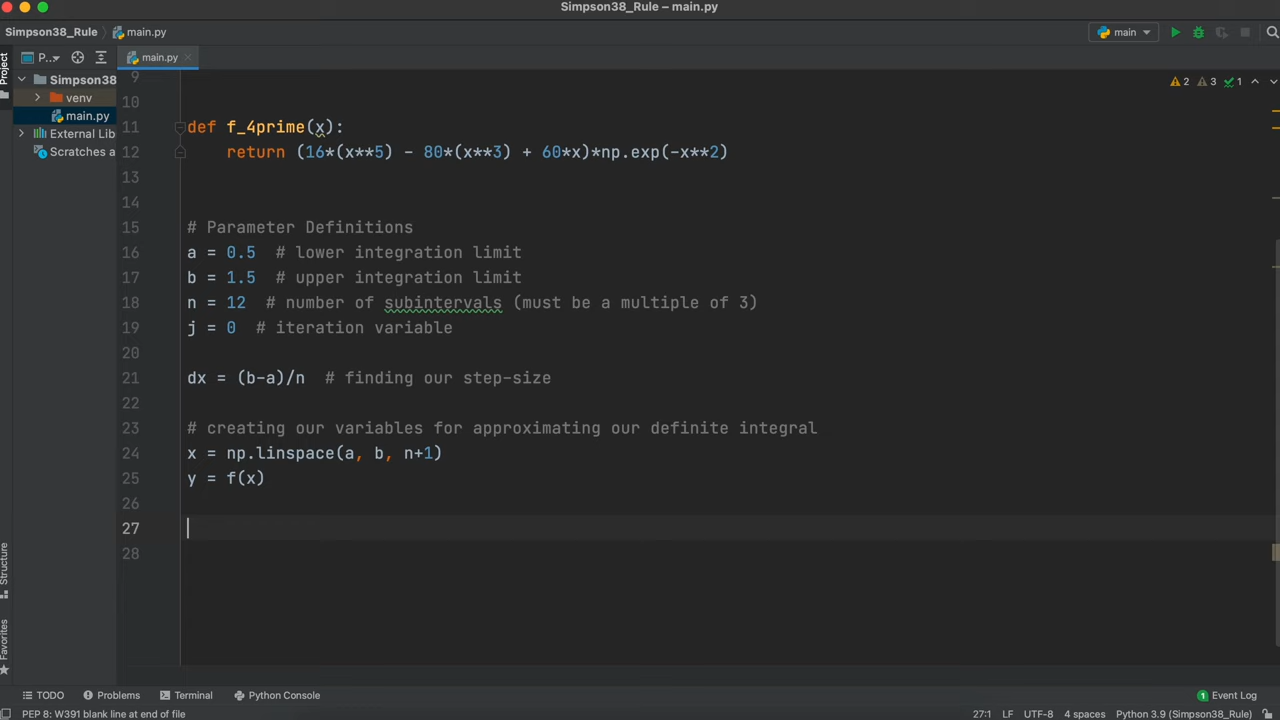 Simpson38_Rule – main.py
Simpson38_Rule main.py main
Project P... main.py
Simpson38 9 2 3 1
venv 10
main.py 11 def f_4prime(x):
External Lib 12 return (16*(x**5) - 80*(x**3) + 60*x)*np.exp(-x**2)
Scratches a
13
14
15 # Parameter Definitions
16 a = 0.5 # lower integration limit
17 b = 1.5 # upper integration limit
18 n = 12 # number of subintervals (must be a multiple of 3)
19 j = 0 # iteration variable
20
21 dx = (b-a)/n # finding our step-size
22
23 # creating our variables for approximating our definite integral
24 x = np.linspace(a, b, n+1)
25 y = f(x)
26
27
28
Structure
Favorites
TODO Problems Terminal Python Console 1 Event Log
PEP 8: W391 blank line at end of file 27:1 LF UTF-8 4 spaces Python 3.9 (Simpson38_Rule)